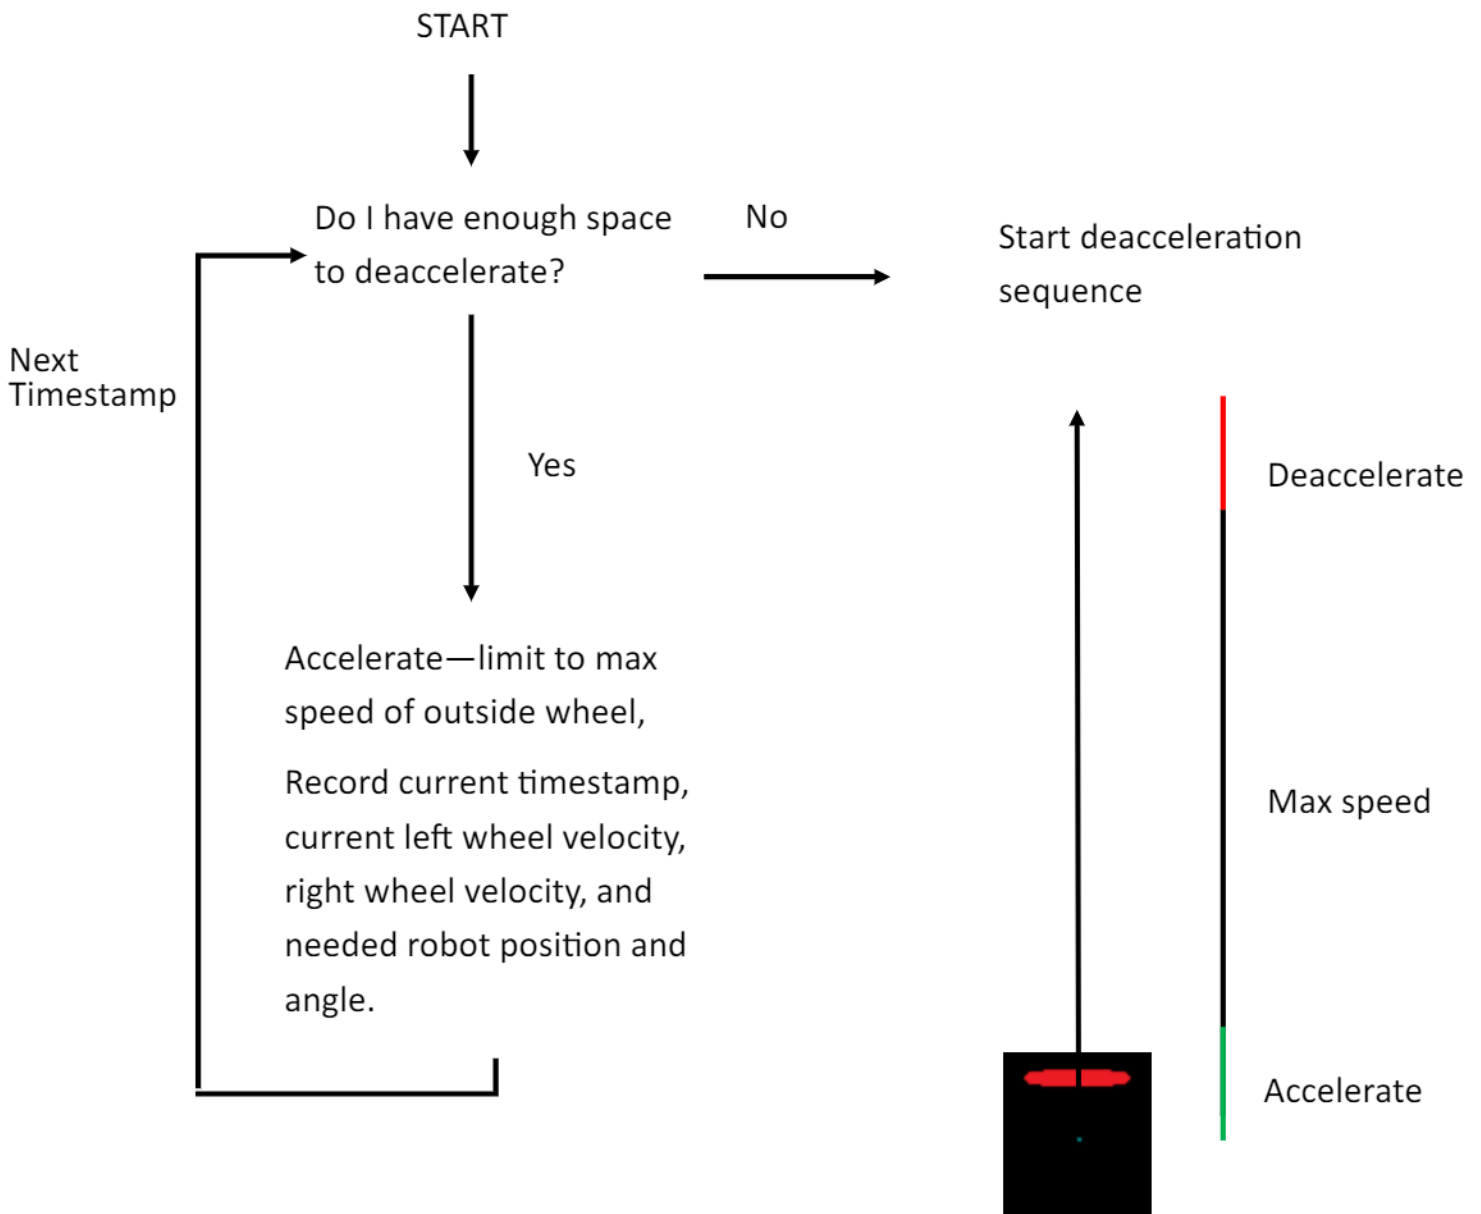 START
Do I have enough space
to deaccelerate?
No
Start deacceleration
sequence
Next
Timestamp
Yes
Deaccelerate
Accelerate—limit to max
speed of outside wheel,
Record current timestamp,
current left wheel velocity,
right wheel velocity, and
needed robot position and
angle.
Max speed
Accelerate